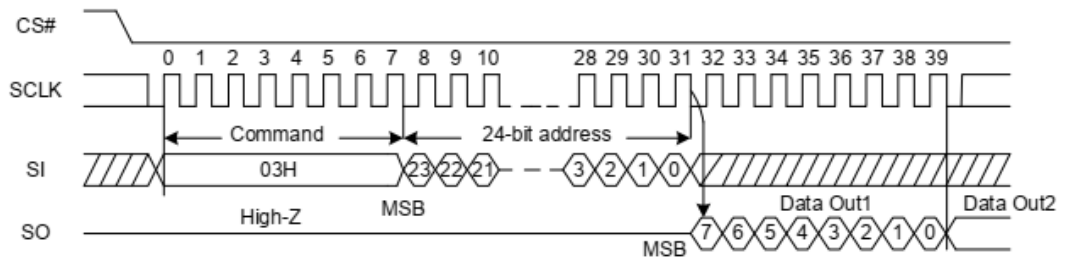 CS#
0 1 2 3 4 5 6 7 8 9 10 28 29 30 31 32 33 34 35 36 37 38 39
SCLK
Command 24-bit address
SI 03H 23 22 21 3 2 1 0
High-Z MSB Data Out1 Data Out2
SO 7 6 5 4 3 2 1 0
MSB